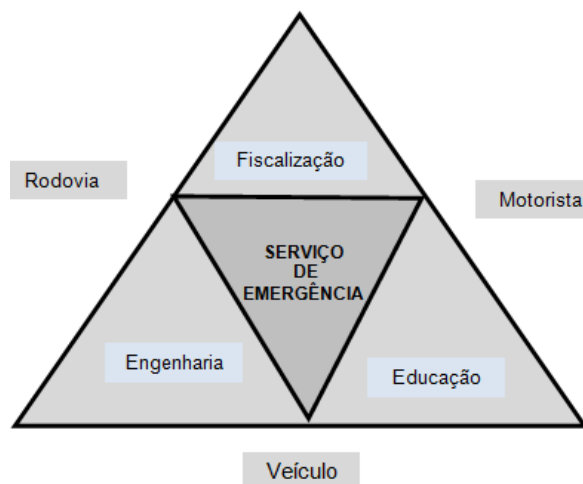 Fiscalização
Rodovia
Motorista
SERVIÇO
DE
EMERGÊNCIA
Engenharia
Educação
Veículo